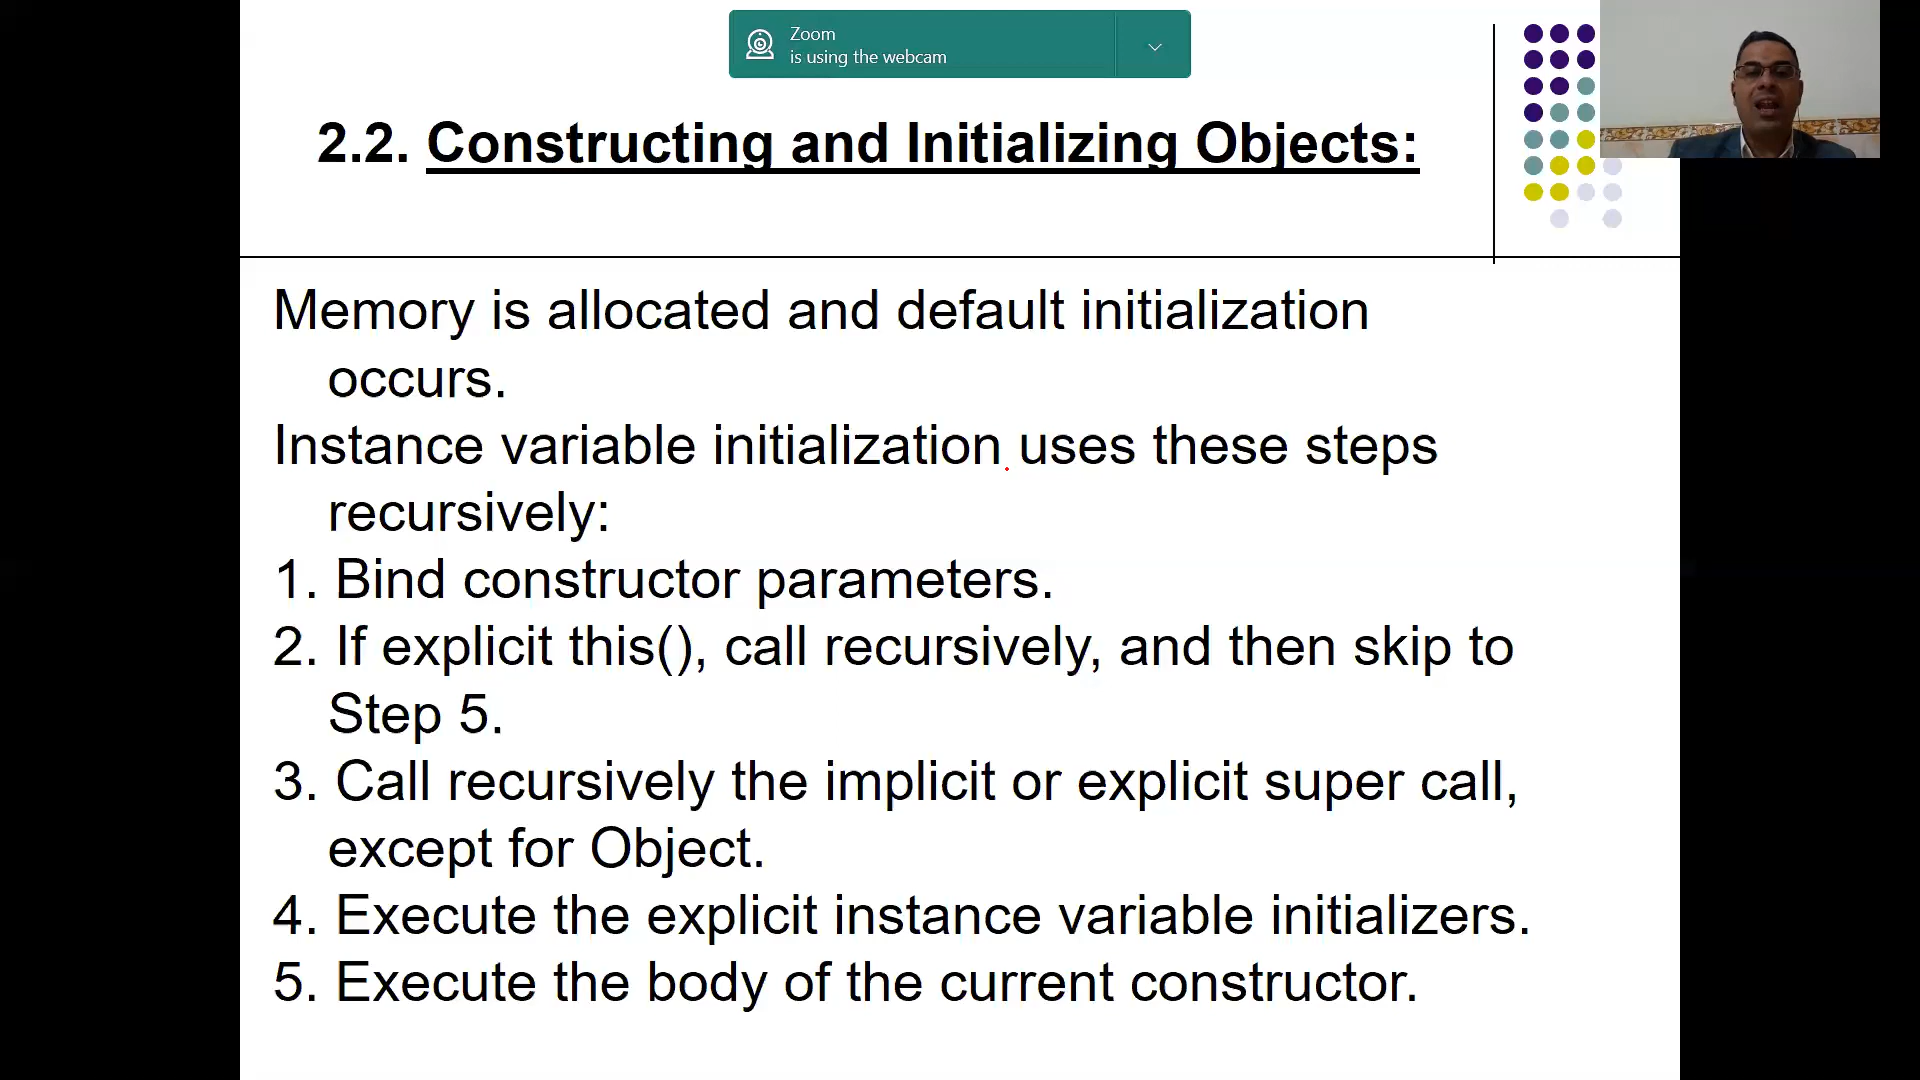 Zoom
is using the webcam
2.2. Constructing and Initializing Objects:
Memory is allocated and default initialization
occurs.
Instance variable initialization uses these steps
recursively:
1. Bind constructor parameters.
2. If explicit this(), call recursively, and then skip to
Step 5.
3. Call recursively the implicit or explicit super call,
except for Object.
4. Execute the explicit instance variable initializers.
5. Execute the body of the current constructor.